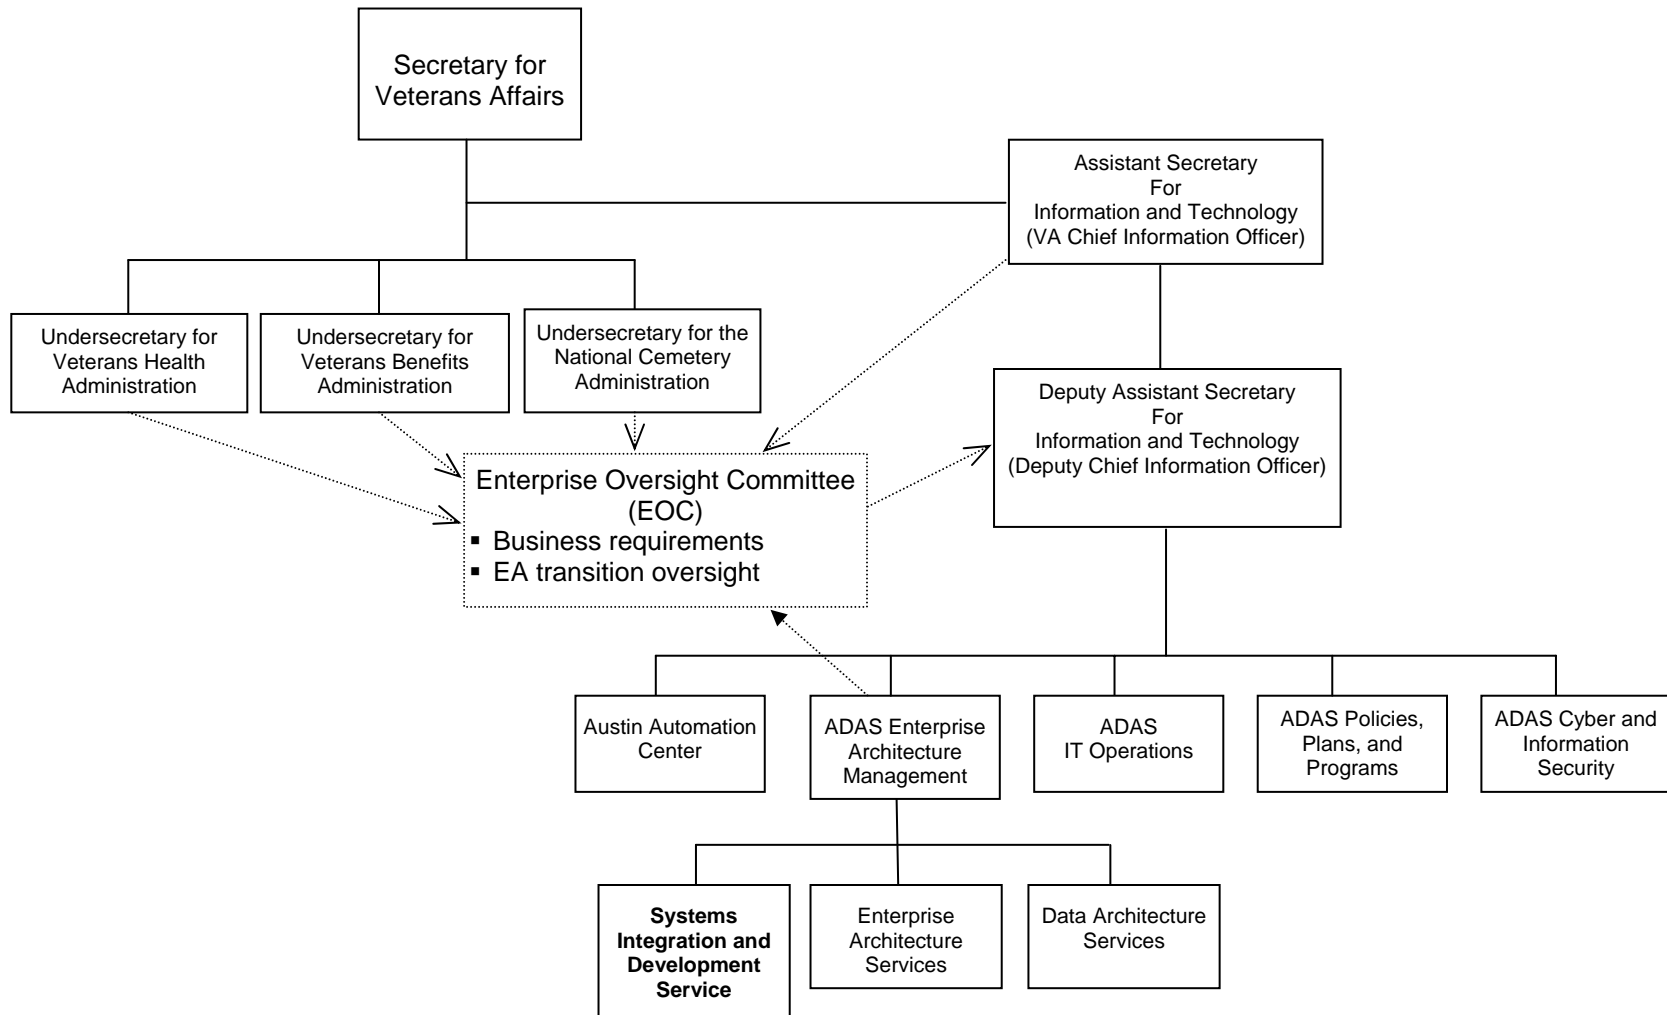 Secretary for
Veterans Affairs
Assistant Secretary
For
Information and Technology
(VA Chief Information Officer)
Undersecretary for
Veterans Health
Administration
Undersecretary for
Veterans Benefits
Administration
Undersecretary for the
National Cemetery
Administration
Deputy Assistant Secretary
For
Information and Technology
(Deputy Chief Information Officer)
Enterprise Oversight Committee
(EOC)
▪ Business requirements
▪ EA transition oversight
Austin Automation
Center
ADAS Enterprise
Architecture
Management
ADAS
IT Operations
ADAS Policies,
Plans, and
Programs
ADAS Cyber and
Information
Security
Systems
Integration and
Development
Service
Enterprise
Architecture
Services
Data Architecture
Services